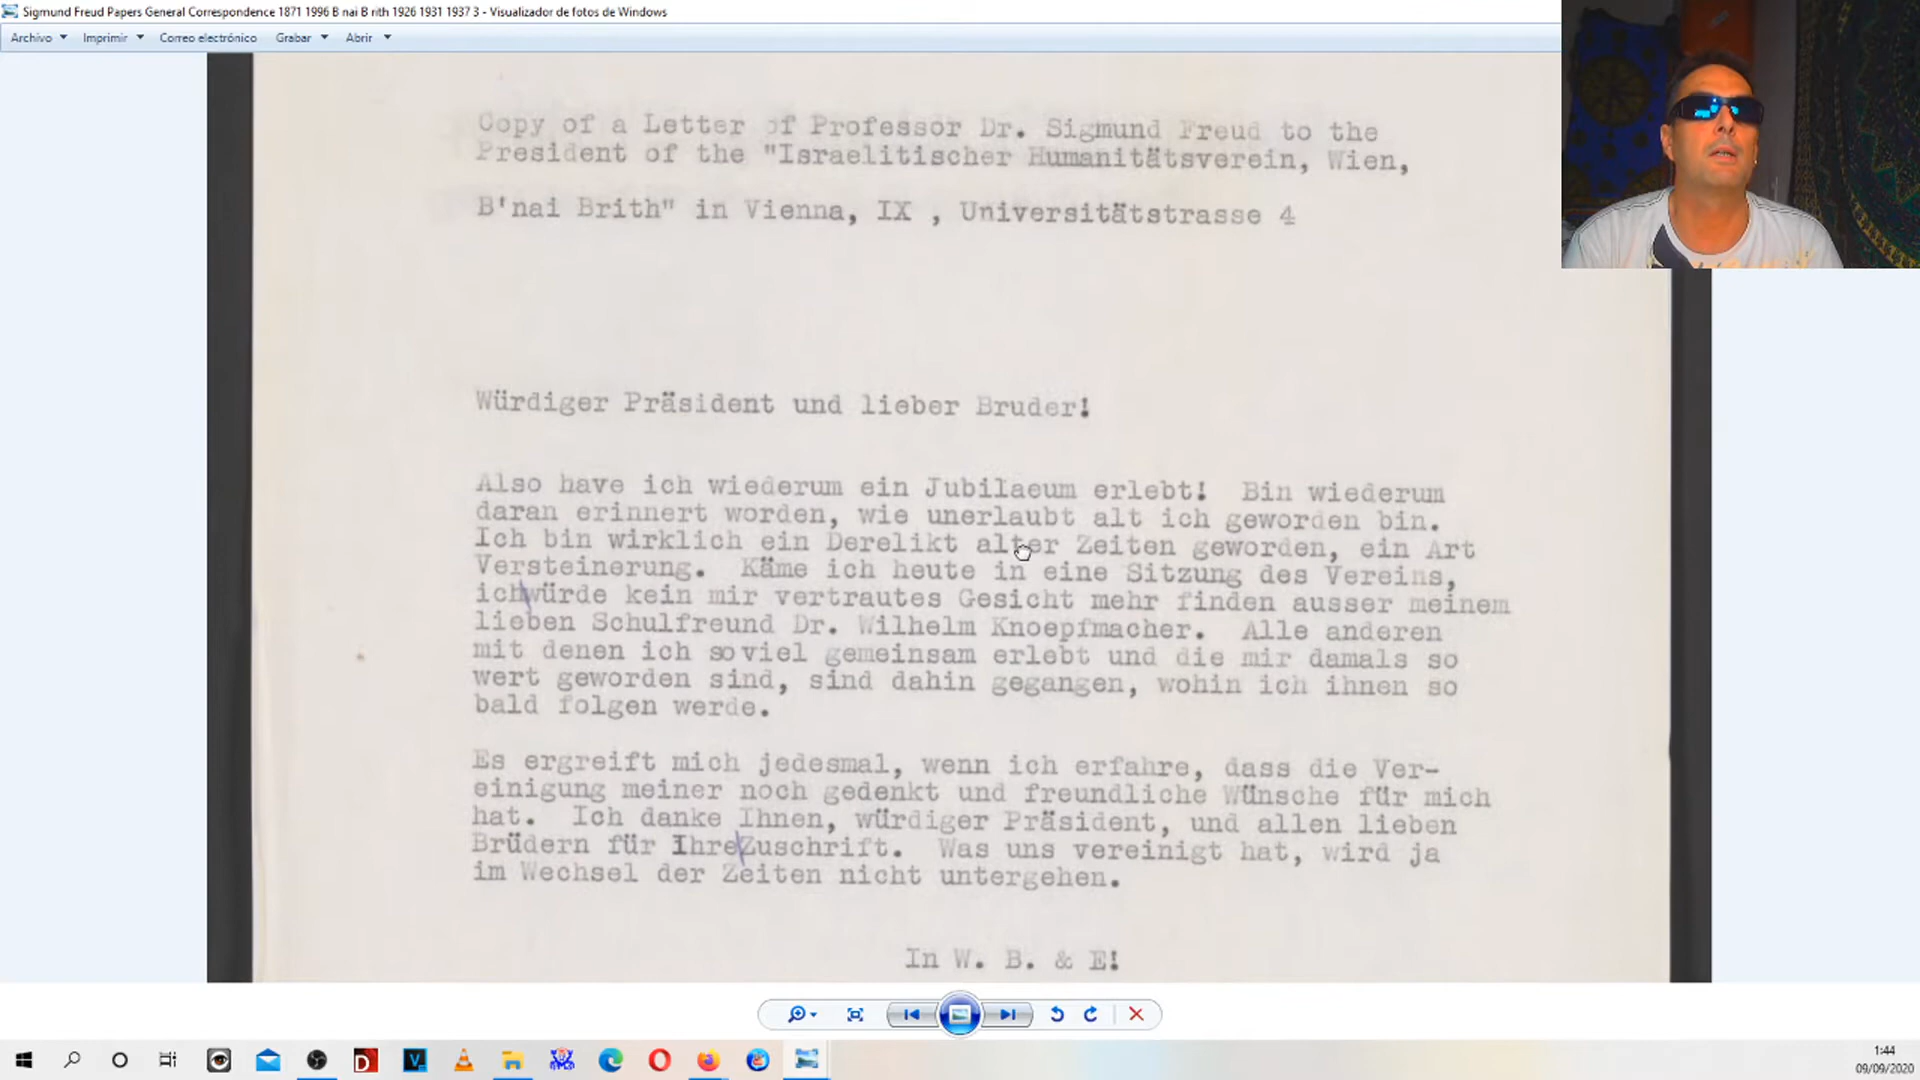 Sigmund Freud Papers General Correspondence 1871 1996 B nai B rith 1926 1931 1937 3 - Visualizador de fotos de Windows
Archivo Imprimir Correo electrónico Grabar Abrir
Copy of a Letter of Professor Dr. Sigmund Freud to the
President of the "Israelitischer Humanitätsverein, Wien,
B'nai Brith" in Vienna, IX , Universitätstrasse 4
Würdiger Präsident und lieber Bruder!
Also have ich wiederum ein Jubilaeum erlebt! Bin wiederum
daran erinnert worden, wie unerlaubt alt ich geworden bin.
Ich bin wirklich ein Derelikt alter Zeiten geworden, ein Art
Versteinerung. Käme ich heute in eine Sitzung des Vereins,
ich würde kein mir vertrautes Gesicht mehr finden ausser meinem
lieben Schulfreund Dr. Wilhelm Knoepfmacher. Alle anderen
mit denen ich soviel gemeinsam erlebt und die mir damals so
wert geworden sind, sind dahin gegangen, wohin ich ihnen so
bald folgen werde.
Es ergreift mich jedesmal, wenn ich erfahre, dass die Ver-
einigung meiner noch gedenkt und freundliche Wünsche für mich
hat. Ich danke Ihnen, würdiger Präsident, und allen lieben
Brüdern für Ihre Zuschrift. Was uns vereinigt hat, wird ja
im Wechsel der Zeiten nicht untergehen.
In W. B. & E!
1:44
09/09/2020